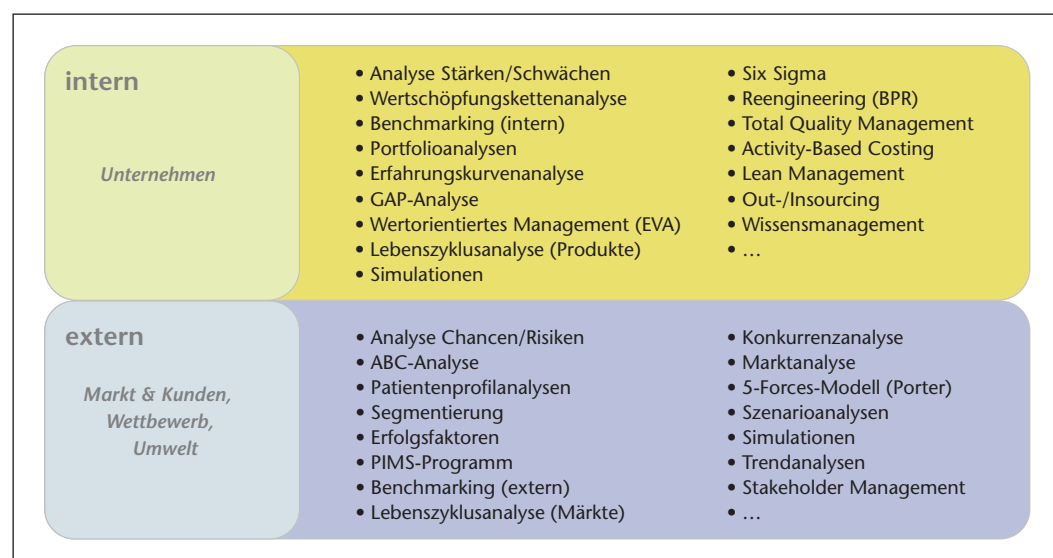 intern
Unternehmen
• Analyse Stärken/Schwächen
• Wertschöpfungskettenanalyse
• Benchmarking (intern)
• Portfolioanalysen
• Erfahrungskurvenanalyse
• GAP-Analyse
• Wertorientiertes Management (EVA)
• Lebenszyklusanalyse (Produkte)
• Simulationen
• Six Sigma
• Reengineering (BPR)
• Total Quality Management
• Activity-Based Costing
• Lean Management
• Out-/Insourcing
• Wissensmanagement
• …
extern
Markt & Kunden,
Wettbewerb,
Umwelt
• Analyse Chancen/Risiken
• ABC-Analyse
• Patientenprofilanalysen
• Segmentierung
• Erfolgsfaktoren
• PIMS-Programm
• Benchmarking (extern)
• Lebenszyklusanalyse (Märkte)
• Konkurrenzanalyse
• Marktanalyse
• 5-Forces-Modell (Porter)
• Szenarioanalysen
• Simulationen
• Trendanalysen
• Stakeholder Management
• …